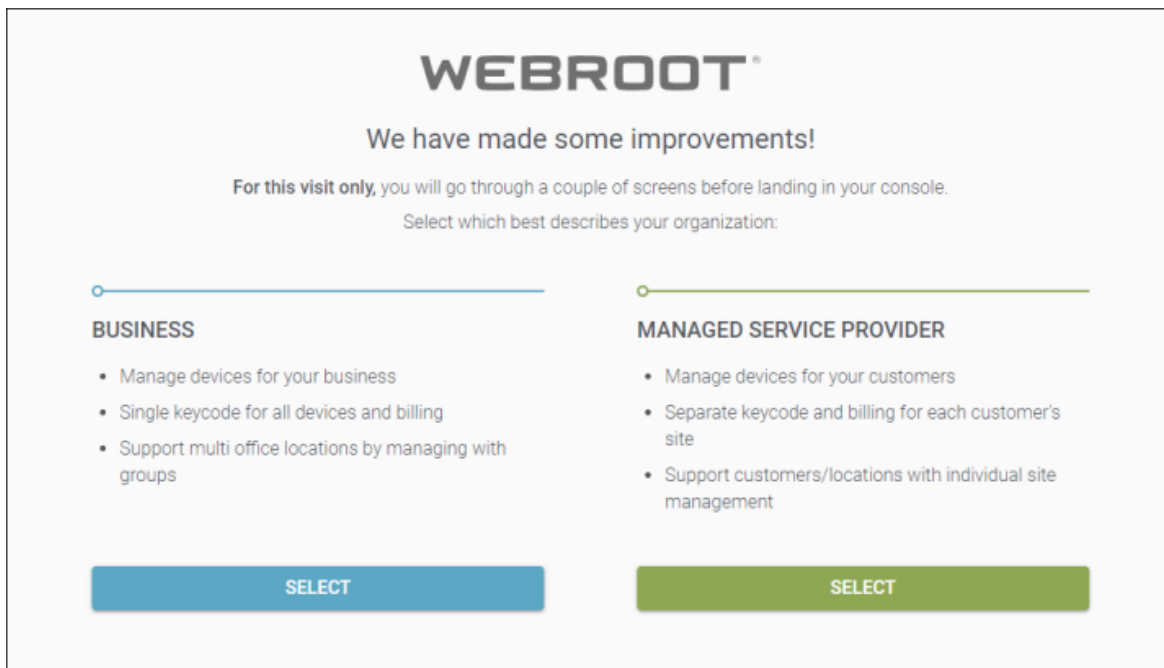 WEBROOT®
We have made some improvements!
For this visit only, you will go through a couple of screens before landing in your console.
Select which best describes your organization:
BUSINESS
• Manage devices for your business
• Single keycode for all devices and billing
• Support multi office locations by managing with
groups
SELECT
MANAGED SERVICE PROVIDER
• Manage devices for your customers
• Separate keycode and billing for each customer's
site
• Support customers/locations with individual site
management
SELECT